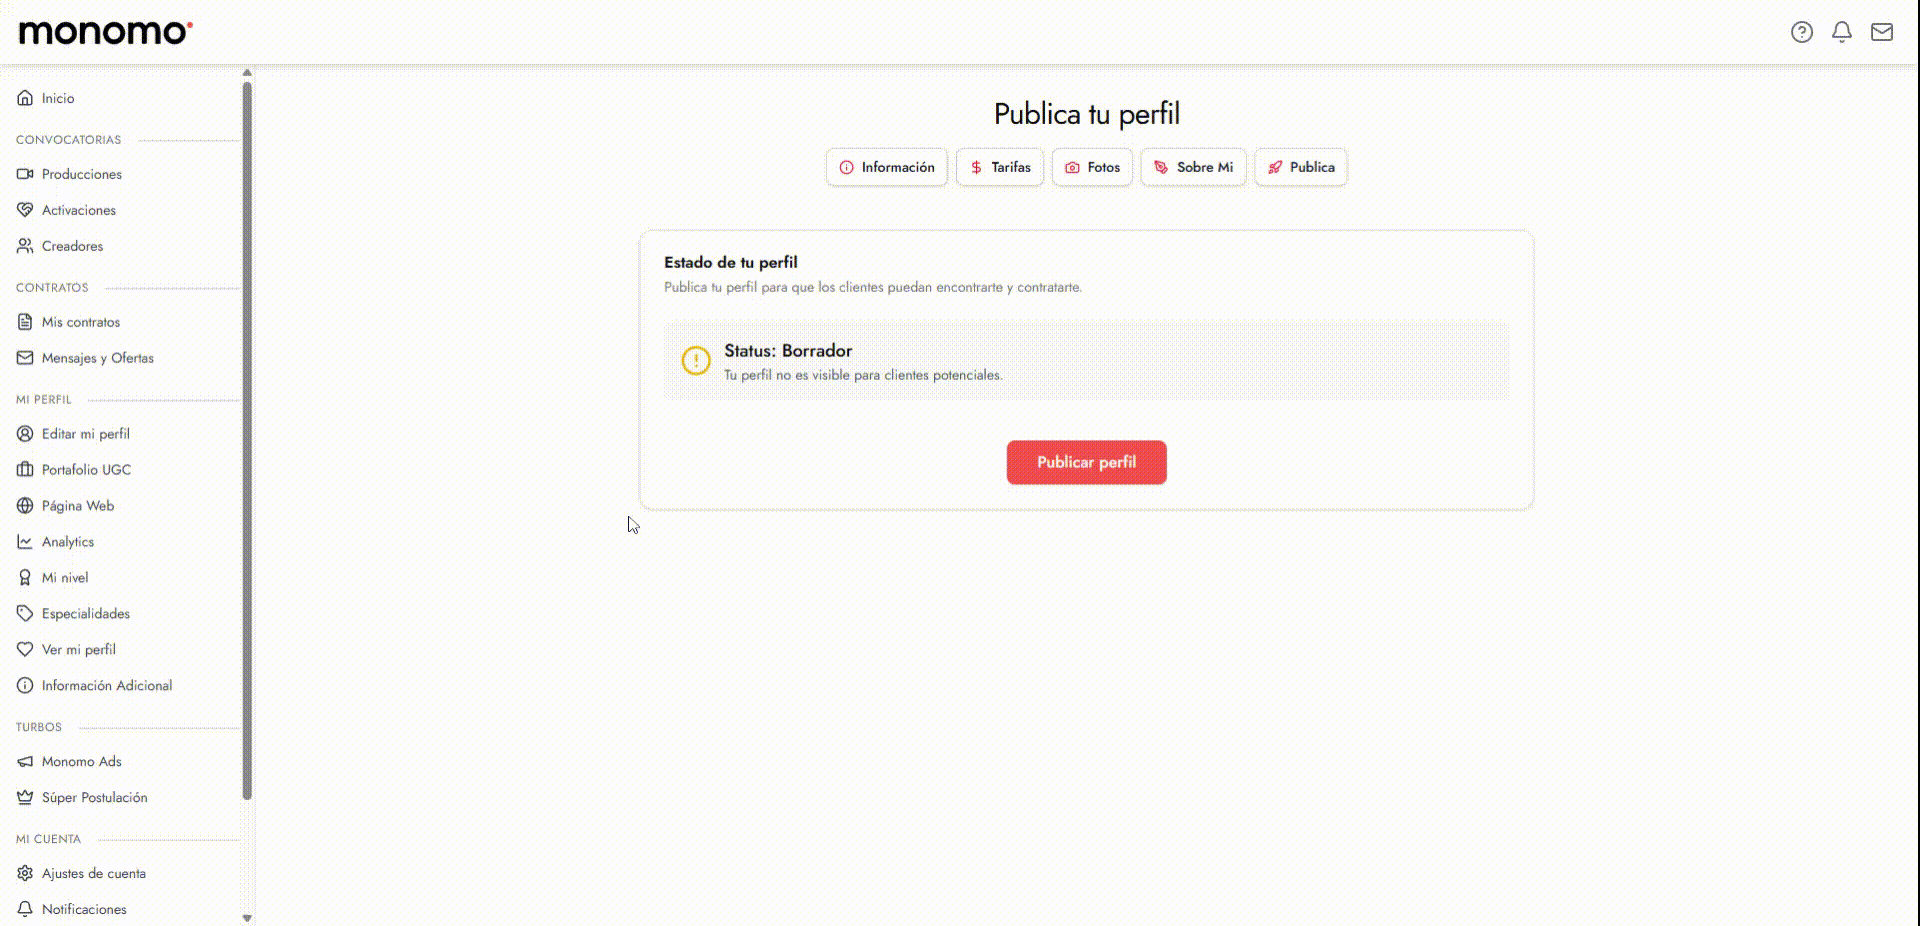 monomo
Inicio
CONVOCATORIAS
Producciones
Activaciones
Creadores
CONTRATOS
Mis contratos
Mensajes y Ofertas
MI PERFIL
Editar mi perfil
Portafolio UGC
Página Web
Analytics
Mi nivel
Especialidades
Ver mi perfil
Información Adicional
TURBOS
Monomo Ads
Súper Postulación
MI CUENTA
Ajustes de cuenta
Notificaciones
Publica tu perfil
Información Tarifas Fotos Sobre Mi Publica
Estado de tu perfil
Publica tu perfil para que los clientes puedan encontrarte y contratarte.
Status: Borrador
Tu perfil no es visible para clientes potenciales.
Publicar perfil